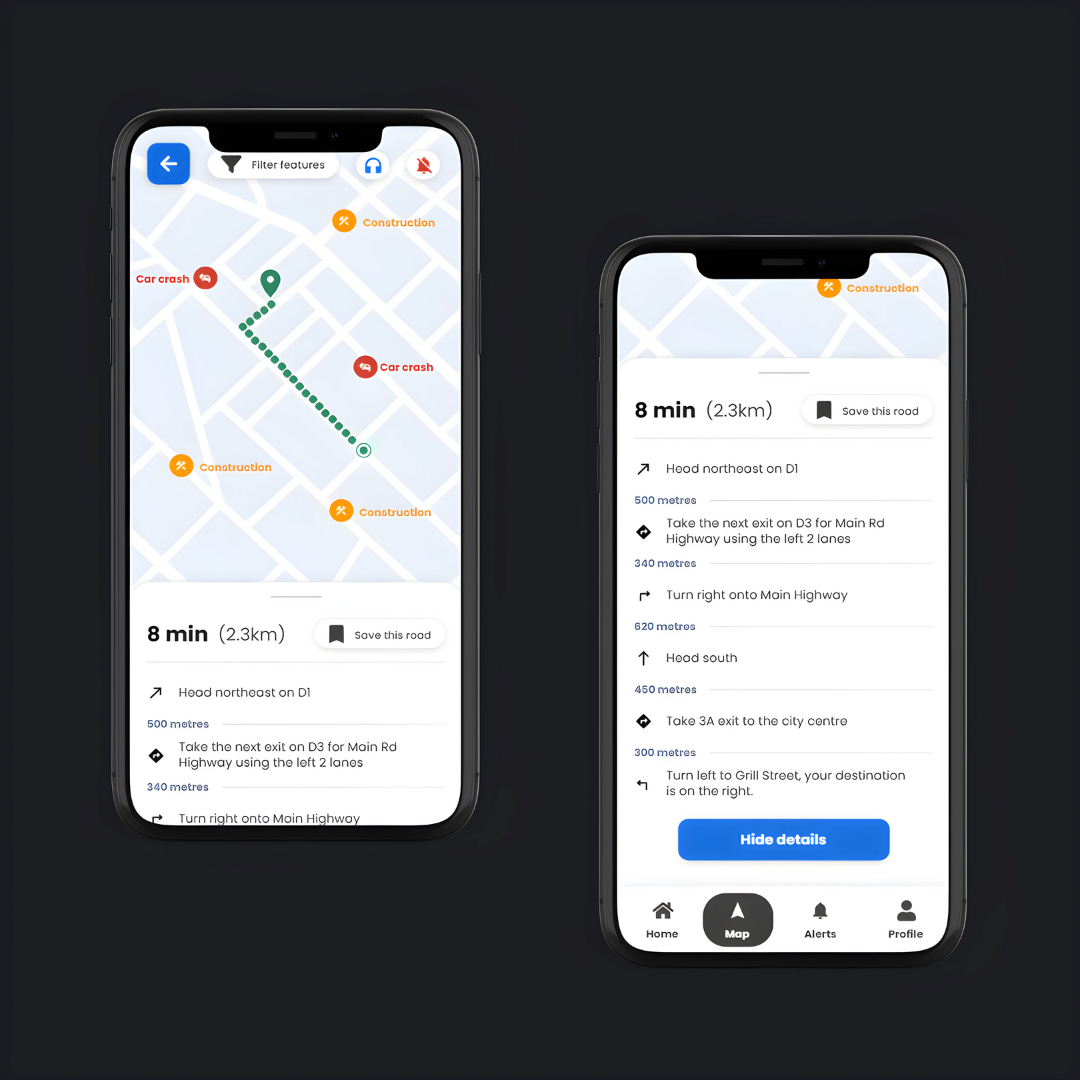 Filter features
Construction
Car crash
Car crash
Construction
Construction
8 min (2.3km)
Save this road
Head northeast on D1
500 metres
Take the next exit on D3 for Main Rd
Highway using the left 2 lanes
340 metres
Turn right onto Main Highway
Construction
8 min (2.3km)
Save this road
Head northeast on D1
500 metres
Take the next exit on D3 for Main Rd
Highway using the left 2 lanes
340 metres
Turn right onto Main Highway
620 metres
Head south
450 metres
Take 3A exit to the city centre
300 metres
Turn left to Grill Street, your destination
is on the right.
Hide details
Home
Map
Alerts
Profile